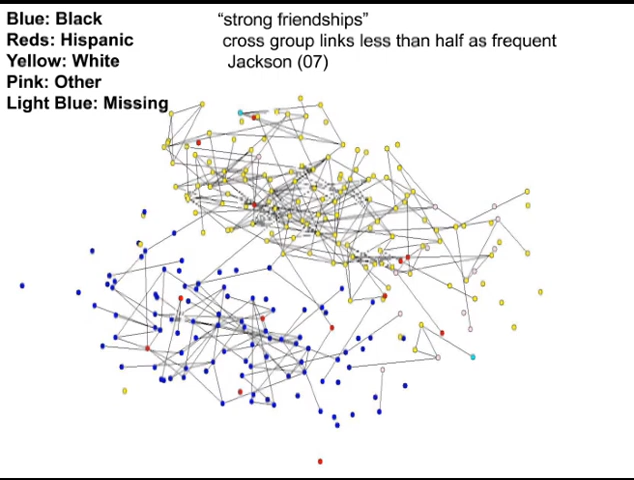 Blue: Black
Reds: Hispanic
Yellow: White
Pink: Other
Light Blue: Missing
“strong friendships”
cross group links less than half as frequent
Jackson (07)